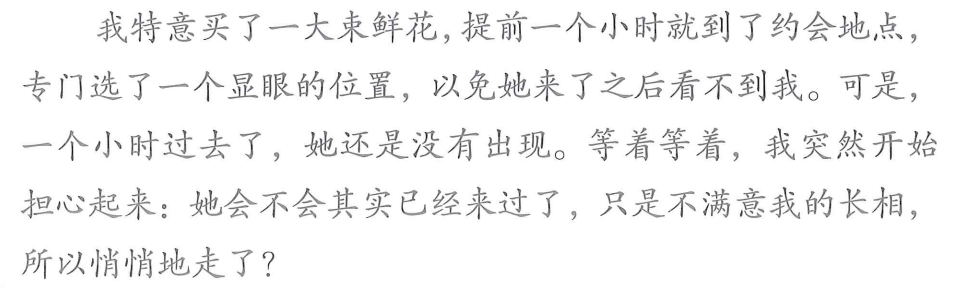 我特意买了一大束鲜花，提前一个小时就到了约会地点，
专门选了一个显眼的位置，以免她来了之后看不到我。可是，
一个小时过去了，她还是没有出现。等着等着，我突然开始
担心起来：她会不会其实已经来过了，只是不满意我的长相，
所以悄悄地走了？